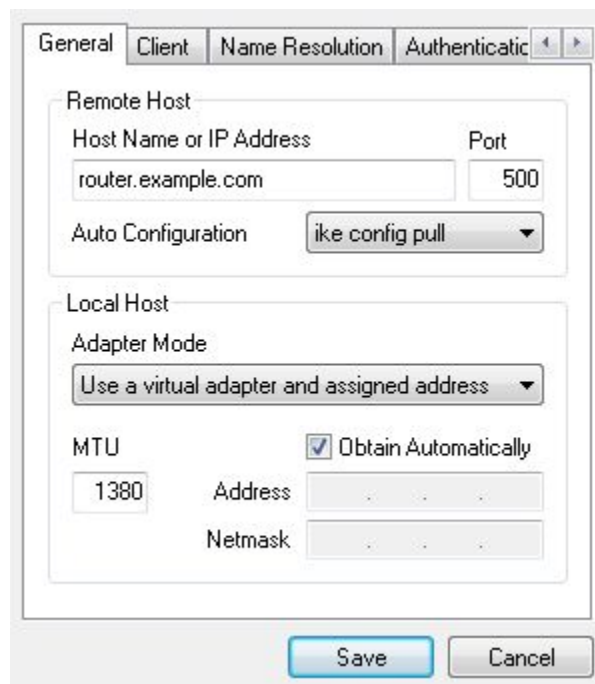 General Client Name Resolution Authenticatic
Remote Host
Host Name or IP Address Port
router.example.com 500
Auto Configuration ike config pull
Local Host
Adapter Mode
Use a virtual adapter and assigned address
MTU Obtain Automatically
1380 Address . . .
Netmask . . .
Save Cancel